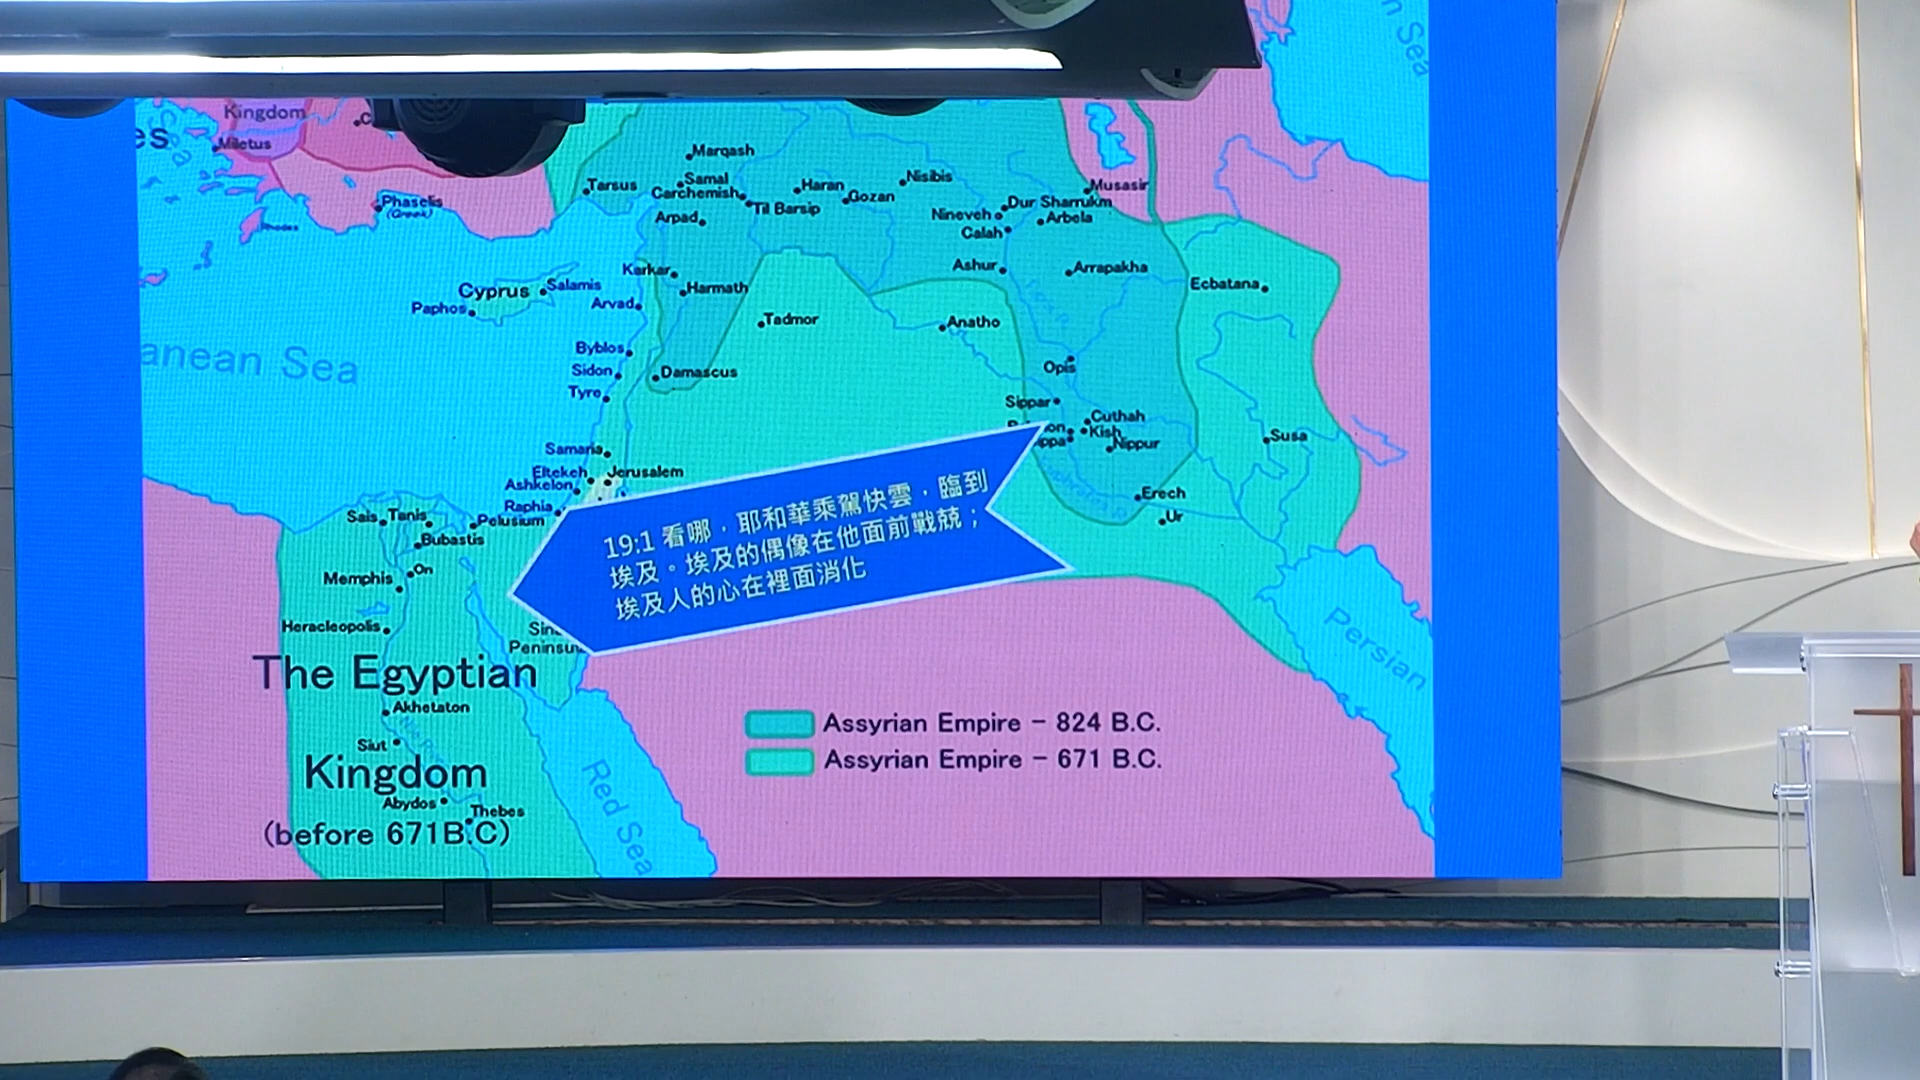 n Sea
Kingdom
es
Miletus
Sea
Phaselis
(Greek)
Rhodes
Marqash
Samal
Tarsus
Carchemish
Haran
Nisibis
Til Barsip
Gozan
Arpad
Musasir
Dur Sharrukin
Nineveh
Arbela
Calah
Karkar
Ashur
Arrapakha
Harmath
Ecbatana
Cyprus
Salamis
Paphos
Arvad
Tadmor
Anatho
anean Sea
Byblos
Sidon
Damascus
Tyre
Opis
Sippar
Cuthah
Kish
Nippur
Susa
Samaria
Eltekeh
Jerusalem
Ashkelon
Raphia
Erech
Ur
Euphrates R.
Sais
Tanis
Pelusium
Bubastis
On
Memphis
Heracleopolis
19:1 看哪，耶和華乘駕快雲，臨到
埃及。埃及的偶像在他面前戰兢；
埃及人的心在裡面消化
Persian
The Egyptian
Akhetaton
Siut
Kingdom
Abydos
Thebes
(before 671B.C)
Red Sea
Assyrian Empire - 824 B.C.
Assyrian Empire - 671 B.C.